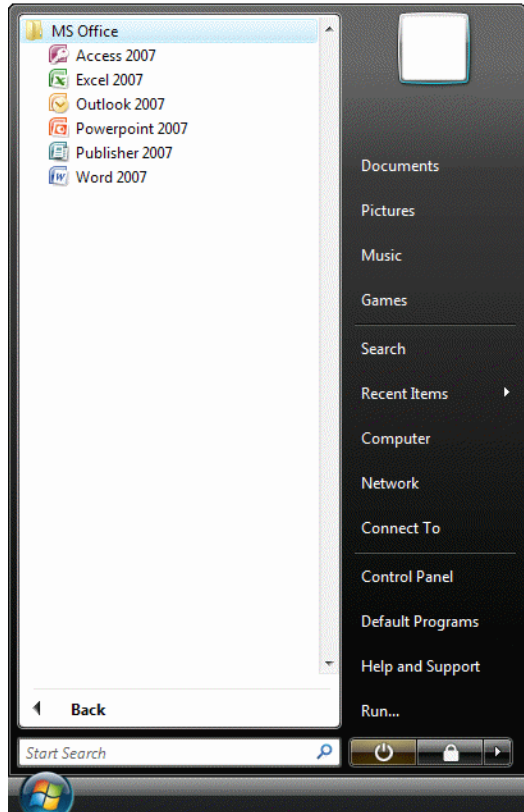 MS Office
Access 2007
Excel 2007
Outlook 2007
Powerpoint 2007
Publisher 2007
Word 2007
Back
Start Search
Documents
Pictures
Music
Games
Search
Recent Items
Computer
Network
Connect To
Control Panel
Default Programs
Help and Support
Run...